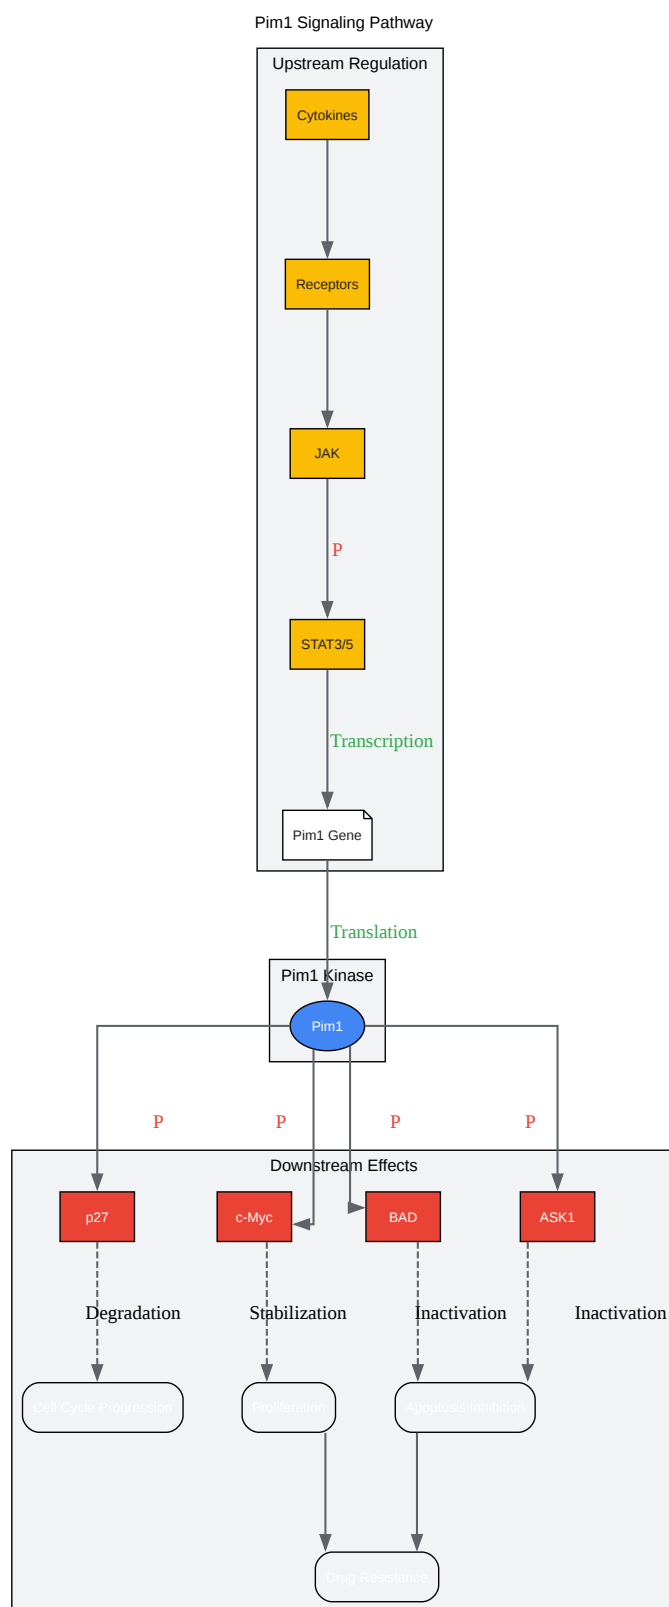 Pim1 Signaling Pathway
Upstream Regulation
Cytokines
Receptors
JAK
P
STAT3/5
Transcription
Pim1 Gene
Translation
Pim1 Kinase
Pim1
P P P P
Downstream Effects
p27 c-Myc BAD ASK1
Degradation Stabilization Inactivation Inactivation
Cell Cycle Progression Proliferation Apoptosis Inhibition
Drug Resistance